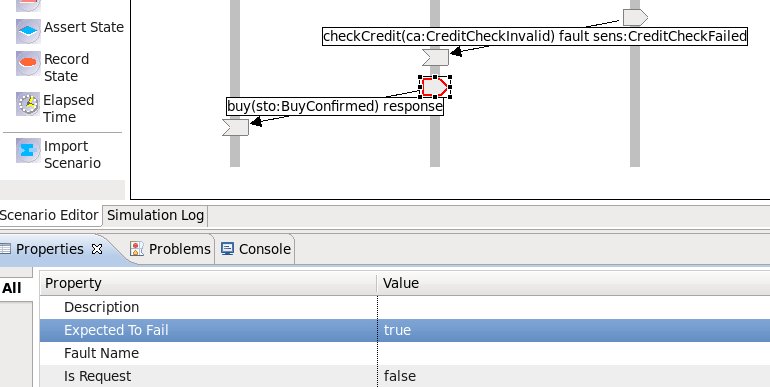 Assert State
Record
State
Elapsed
Time
Import
Scenario
checkCredit(ca:CreditCheckInvalid) fault sens:CreditCheckFailed
buy(sto:BuyConfirmed) response
Scenario Editor Simulation Log
Properties Problems Console
All
Property Value
Description
Expected To Fail true
Fault Name
Is Request false